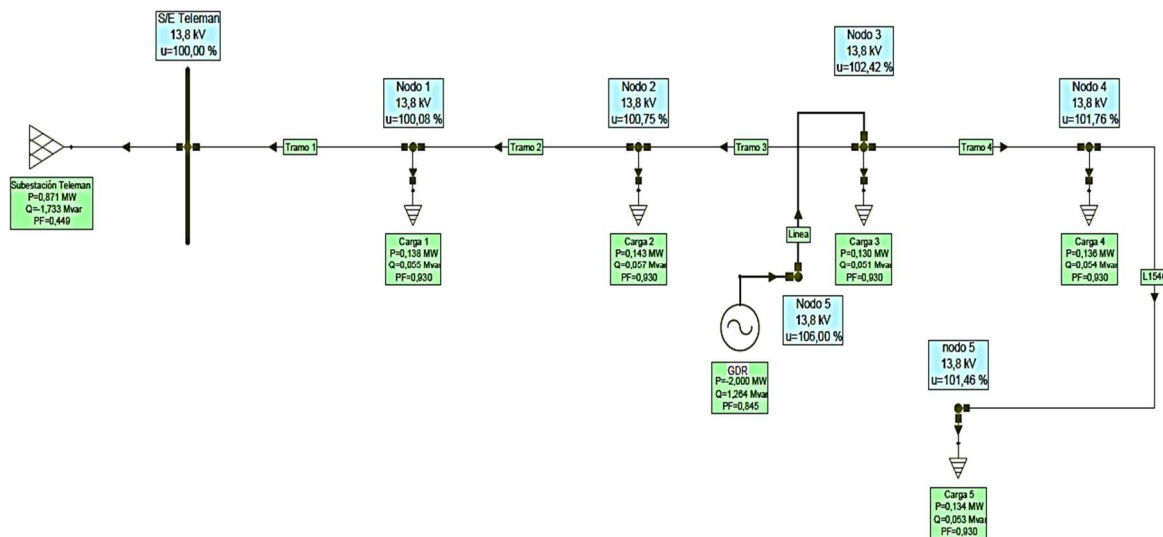 S/E Teleman
13,8 kV
u=100,00 %
Nodo 3
13,8 kV
u=102,42 %
Nodo 1
13,8 kV
u=100,08 %
Nodo 2
13,8 kV
u=100,75 %
Nodo 4
13,8 kV
u=101,76 %
Tramo 1
Tramo 2
Tramo 3
Tramo 4
Subestación Teleman
P=0,871 MW
Q=-1,733 Mvar
PF=0,449
Linea
Carga 1
P=0,138 MW
Q=0,055 Mvar
PF=0,930
Carga 2
P=0,143 MW
Q=0,057 Mvar
PF=0,930
Carga 3
P=0,130 MW
Q=0,051 Mvar
PF=0,930
Carga 4
P=0,136 MW
Q=0,054 Mvar
PF=0,930
L1546
Nodo 5
13,8 kV
u=106,00 %
GDR
P=-2,000 MW
Q=1,264 Mvar
PF=0,845
nodo 5
13,8 kV
u=101,46 %
Carga 5
P=0,134 MW
Q=0,053 Mvar
PF=0,930